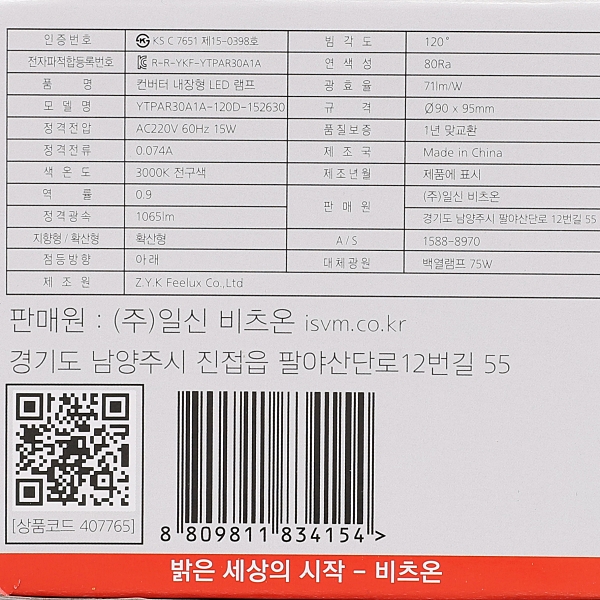 인증번호 KS C 7651 제15-0398호 빔각도 120°
전자파적합등록번호 R-R-YKF-YTPAR30A1A 연색성 80Ra
품명 컨버터 내장형 LED 램프 광효율 71lm/W
모델명 YTPAR30A1A-120D-152630 규격 Ø90 x 95mm
정격전압 AC220V 60Hz 15W 품질보증 1년 맞교환
정격전류 0.074A 제조국 Made in China
색온도 3000K 전구색 제조년월 제품에 표시
역률 0.9 판매원 (주)일신 비츠온
정격광속 1065lm 경기도 남양주시 팔야산단로 12번길 55
지향형/확산형 확산형 A/S 1588-8970
점등방향 아래 대체광원 백열램프 75W
제조원 Z.Y.K Feelux Co.,Ltd
판매원 : (주)일신 비츠온 isvm.co.kr
경기도 남양주시 진접읍 팔야산단로12번길 55
[상품코드 407765]
8 809811 834154 >
밝은 세상의 시작 - 비츠온